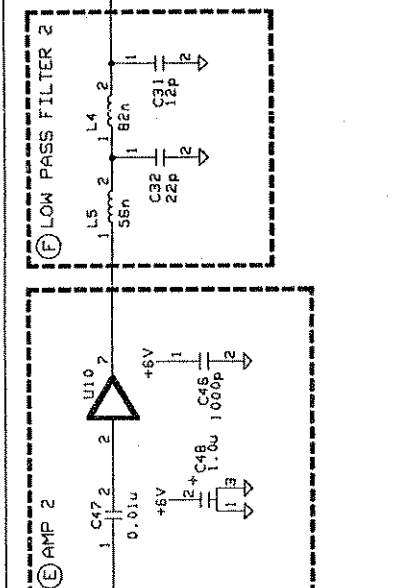 Ⓔ AMP 2
C47
1 2
0.01u
2
U10
7
+6V
2 +
C48
1.0u
1 3
+6V
1
C46
1000p
2
Ⓕ LOW PASS FILTER 2
L5
1 2
56n
L4
1 2
82n
1 2
C32
22p
1 2
C31
12p